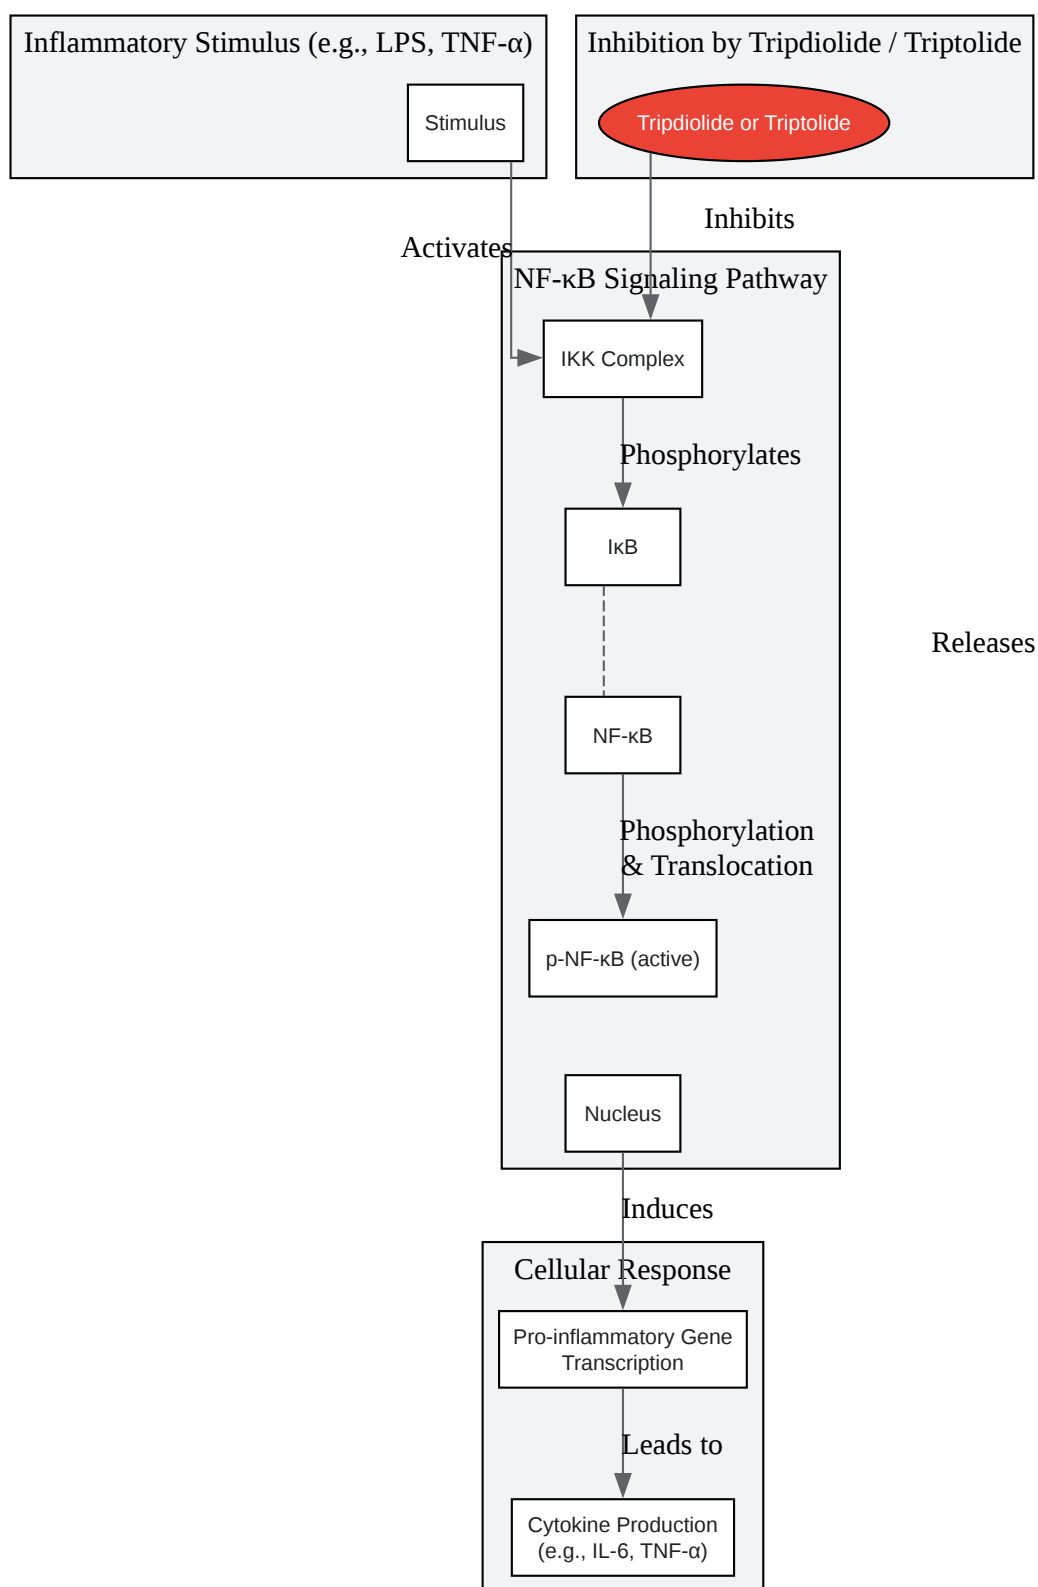 Inflammatory Stimulus (e.g., LPS, TNF-α)
Stimulus
Inhibition by Tripdiolide / Triptolide
Tripdiolide or Triptolide
Inhibits
Activates
NF-κB Signaling Pathway
IKK Complex
Phosphorylates
IκB
Releases
NF-κB
Phosphorylation
& Translocation
p-NF-κB (active)
Nucleus
Induces
Cellular Response
Pro-inflammatory Gene
Transcription
Leads to
Cytokine Production
(e.g., IL-6, TNF-α)